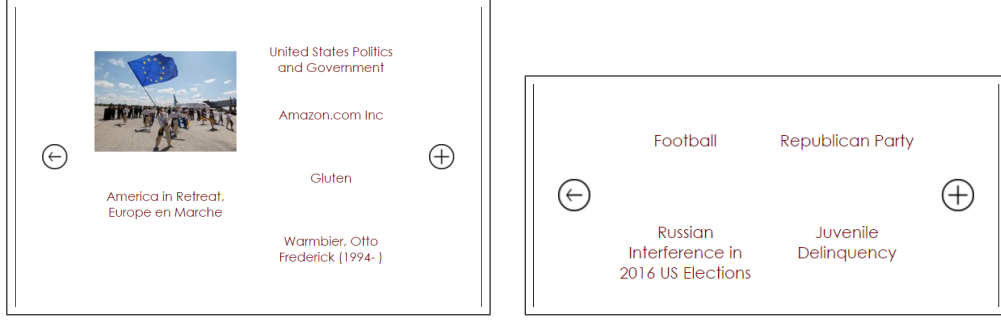 America in Retreat,
Europe en Marche
United States Politics
and Government
Amazon.com Inc
Gluten
Warmbier, Otto
Frederick (1994- )
Football
Republican Party
Russian
Interference in
2016 US Elections
Juvenile
Delinquency